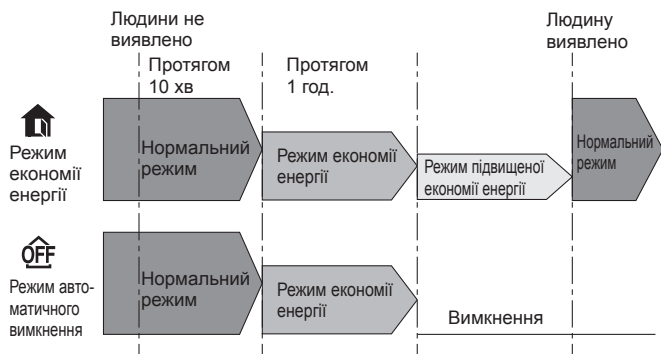 Людини не
виявлено
Людину
виявлено
Протягом
10 хв
Протягом
1 год.
Режим
економії
енергії
Нормальний
режим
Режим економії
енергії
Режим підвищеної
економії енергії
Нормальний
режим
OFF
Режим авто-
матичного
вимкнення
Нормальний
режим
Режим економії
енергії
Вимкнення